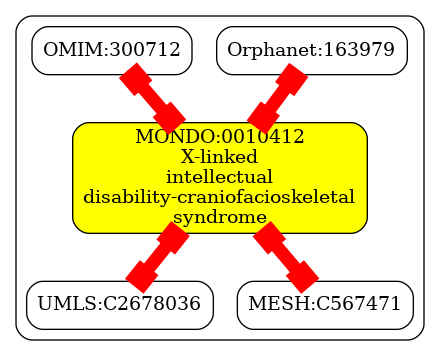 OMIM:300712
Orphanet:163979
MONDO:0010412
X-linked
intellectual
disability-craniofacioskeletal
syndrome
UMLS:C2678036
MESH:C567471